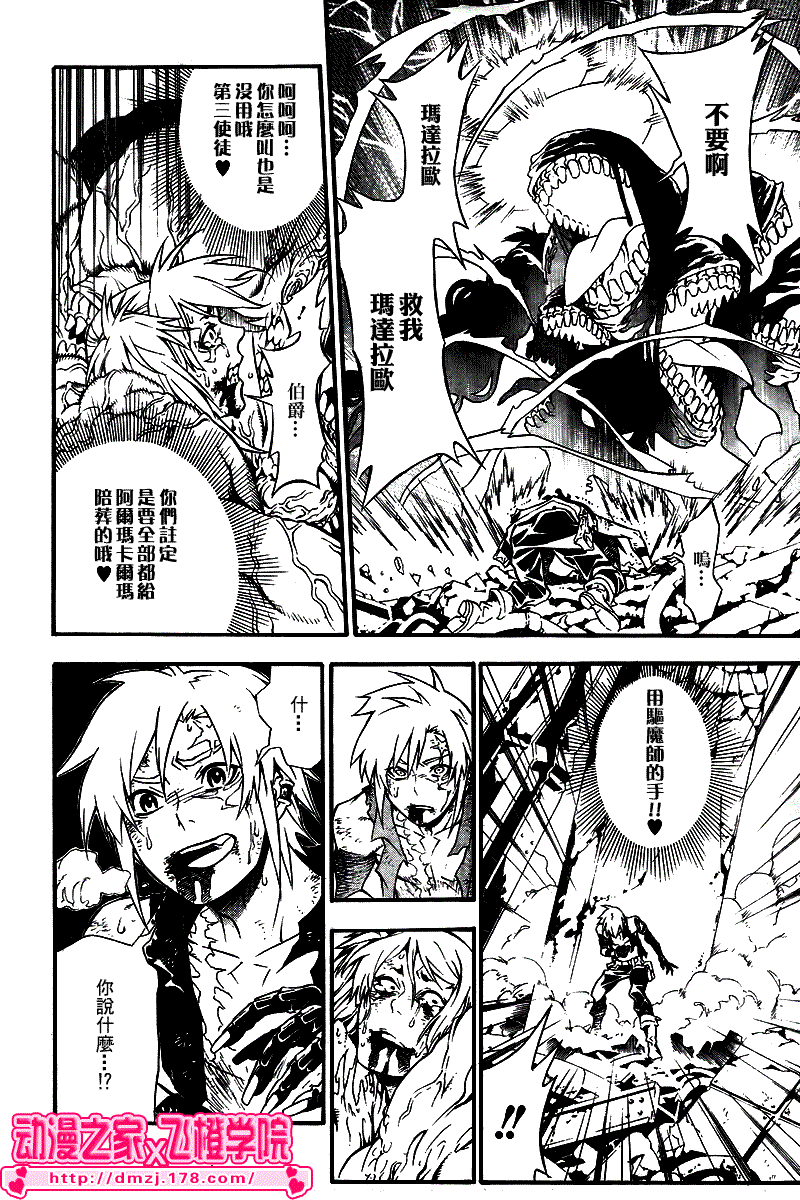 不要啊
瑪達拉歐
救我
瑪達拉歐
嗚…
呵呵呵…
你怎麼叫也是
沒用哦
第三使徒♥
!
伯爵…
你們註定
是要全部都給
阿爾瑪卡爾瑪
陪葬的哦♥
用驅魔師的手!!♥
!!
什…
你說什麼…!?
动漫之家x飞橙学院
http://dmzj.178.com/